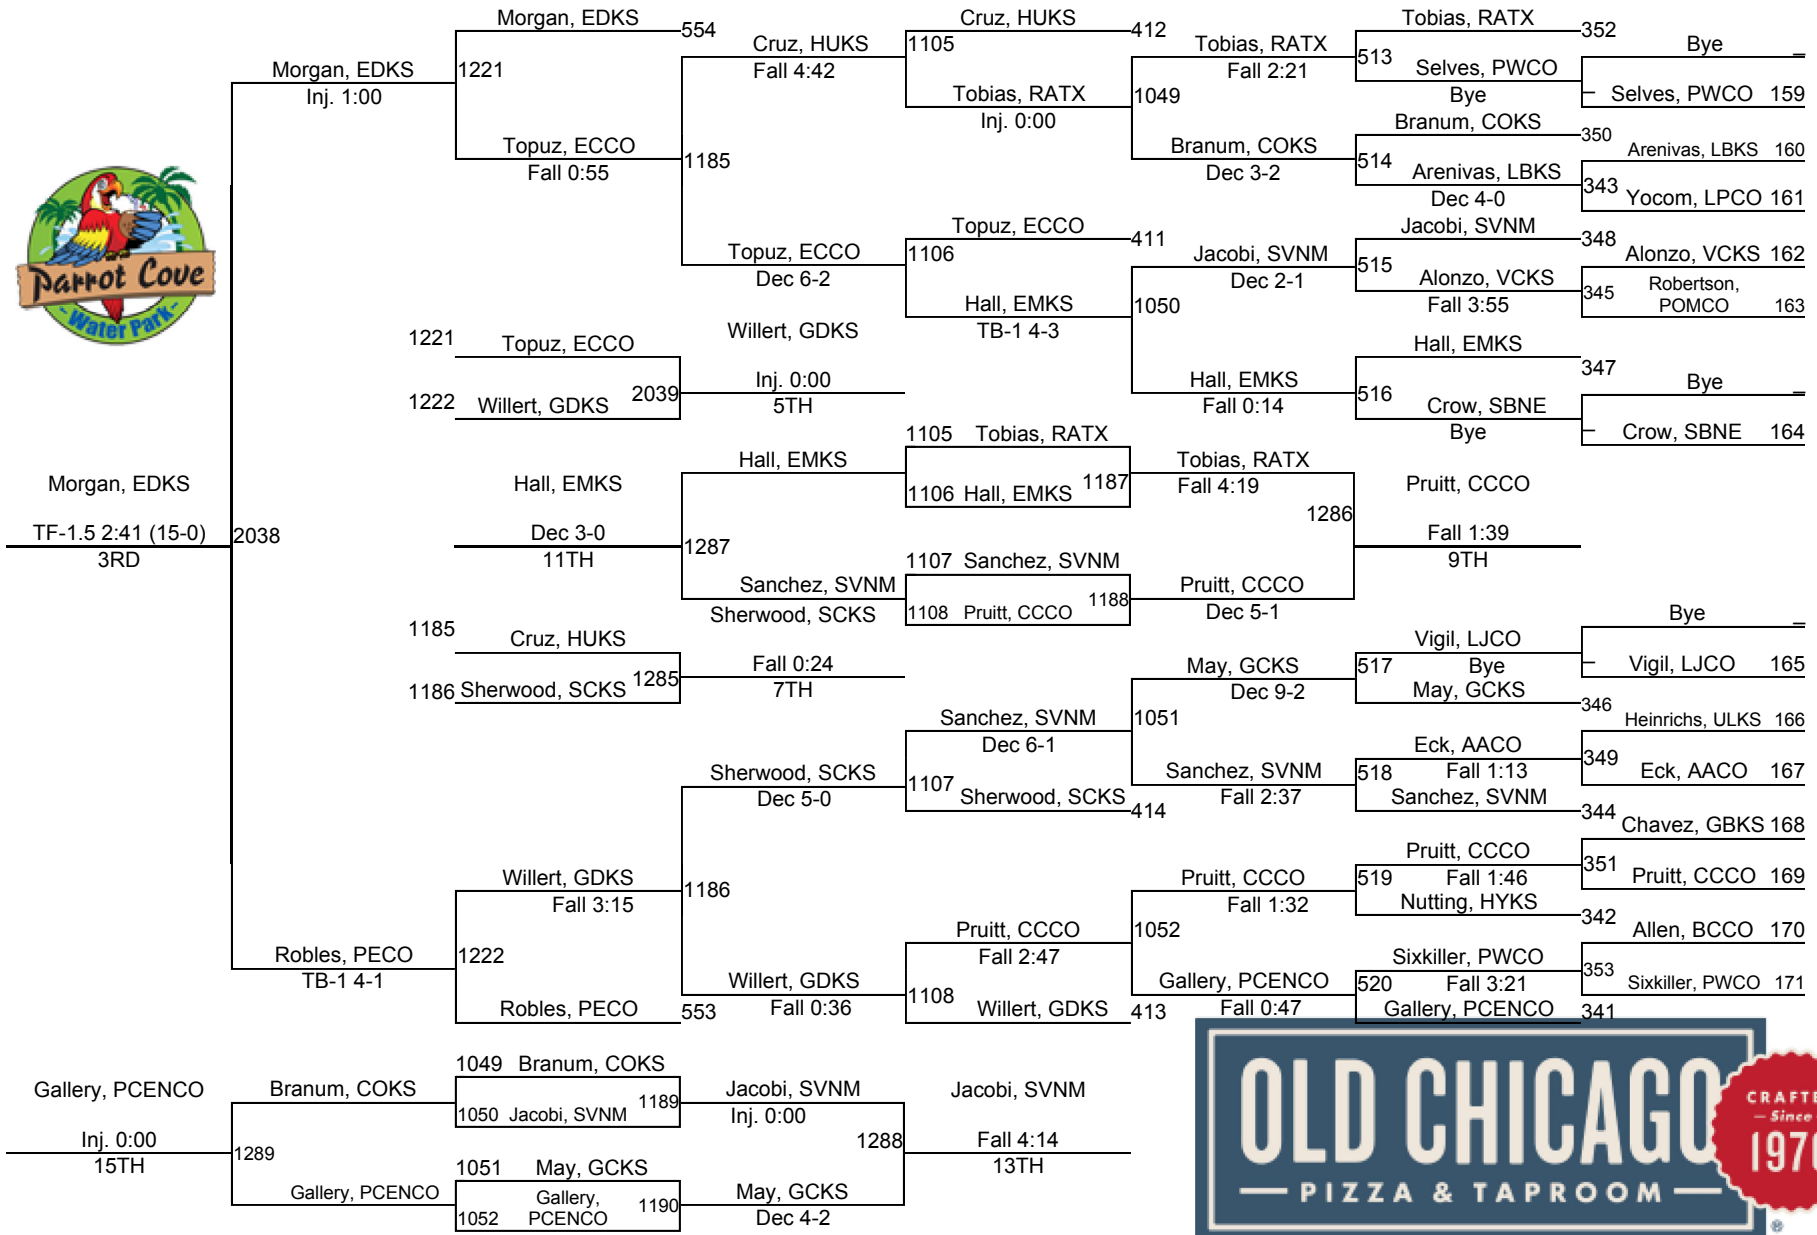 Morgan, EDKS
554
1221
Morgan, EDKS
Inj. 1:00
Topuz, ECCO
Fall 0:55
Cruz, HUKS
Fall 4:42
1185
Topuz, ECCO
Dec 6-2
Cruz, HUKS
412
1105
Tobias, RATX
Inj. 0:00
Tobias, RATX
Fall 2:21
1049
Branum, COKS
Dec 3-2
Tobias, RATX
352
513
Selves, PWCO
Bye
Bye
_
_
Selves, PWCO 159
Branum, COKS
350
514
Arenivas, LBKS
Dec 4-0
Arenivas, LBKS 160
343
Yocom, LPCO 161
Topuz, ECCO
411
1106
Hall, EMKS
TB-1 4-3
Jacobi, SVNM
Dec 2-1
1050
Hall, EMKS
Fall 0:14
Jacobi, SVNM
348
515
Alonzo, VCKS
Fall 3:55
Alonzo, VCKS 162
345
Robertson,
POMCO 163
Hall, EMKS
347
516
Crow, SBNE
Bye
Bye
_
_
Crow, SBNE 164
Parrot Cove
- Water Park -
1221
Topuz, ECCO
1222 Willert, GDKS 2039
Willert, GDKS
Inj. 0:00
5TH
Morgan, EDKS
TF-1.5 2:41 (15-0)
3RD
2038
Hall, EMKS
Dec 3-0
11TH
Hall, EMKS
1287
Sanchez, SVNM
1105 Tobias, RATX
1106 Hall, EMKS 1187
1107 Sanchez, SVNM
1108 Pruitt, CCCO 1188
Tobias, RATX
Fall 4:19
1286
Pruitt, CCCO
Dec 5-1
Pruitt, CCCO
Fall 1:39
9TH
1185
Cruz, HUKS
1186 Sherwood, SCKS 1285
Sherwood, SCKS
Fall 0:24
7TH
May, GCKS
Dec 9-2
Vigil, LJCO
Bye
517
May, GCKS
346
Bye
_
_
Vigil, LJCO 165
Sanchez, SVNM
Dec 6-1
1051
Sherwood, SCKS
Dec 5-0
1107
Sherwood, SCKS
414
Sanchez, SVNM
Fall 2:37
Eck, AACO
Fall 1:13
518
Sanchez, SVNM
344
Heinrichs, ULKS 166
349
Eck, AACO 167
Willert, GDKS
Fall 3:15
1186
Pruitt, CCCO
Fall 1:32
Pruitt, CCCO
Fall 1:46
519
Nutting, HYKS
342
Chavez, GBKS 168
351
Pruitt, CCCO 169
Robles, PECO
TB-1 4-1
1222
Robles, PECO
553
Willert, GDKS
Fall 0:36
Pruitt, CCCO
Fall 2:47
1052
1108
Willert, GDKS
413
Gallery, PCENCO
Fall 0:47
Sixkiller, PWCO
Fall 3:21
520
Gallery, PCENCO
341
Allen, BCCO 170
353
Sixkiller, PWCO 171
Gallery, PCENCO
Inj. 0:00
15TH
Branum, COKS
1289
Gallery, PCENCO
1049 Branum, COKS
1050 Jacobi, SVNM 1189
1051 May, GCKS
Gallery,
1052 PCENCO 1190
Jacobi, SVNM
Inj. 0:00
1288
May, GCKS
Dec 4-2
Jacobi, SVNM
Fall 4:14
13TH
OLD CHICAGO
PIZZA & TAPROOM
®
CRAFTE
— Since
197